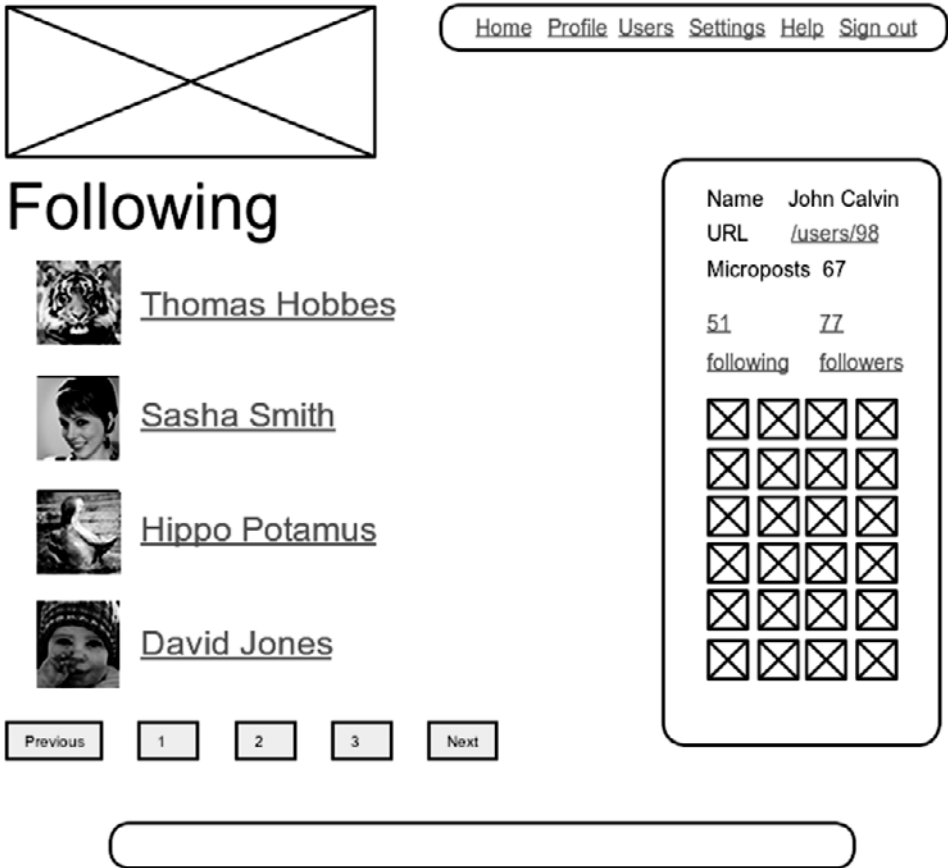 Home Profile Users Settings Help Sign out
Following
Thomas Hobbes
Sasha Smith
Hippo Potamus
David Jones
Previous 1 2 3 Next
Name John Calvin
URL /users/98
Microposts 67
51 77
following followers